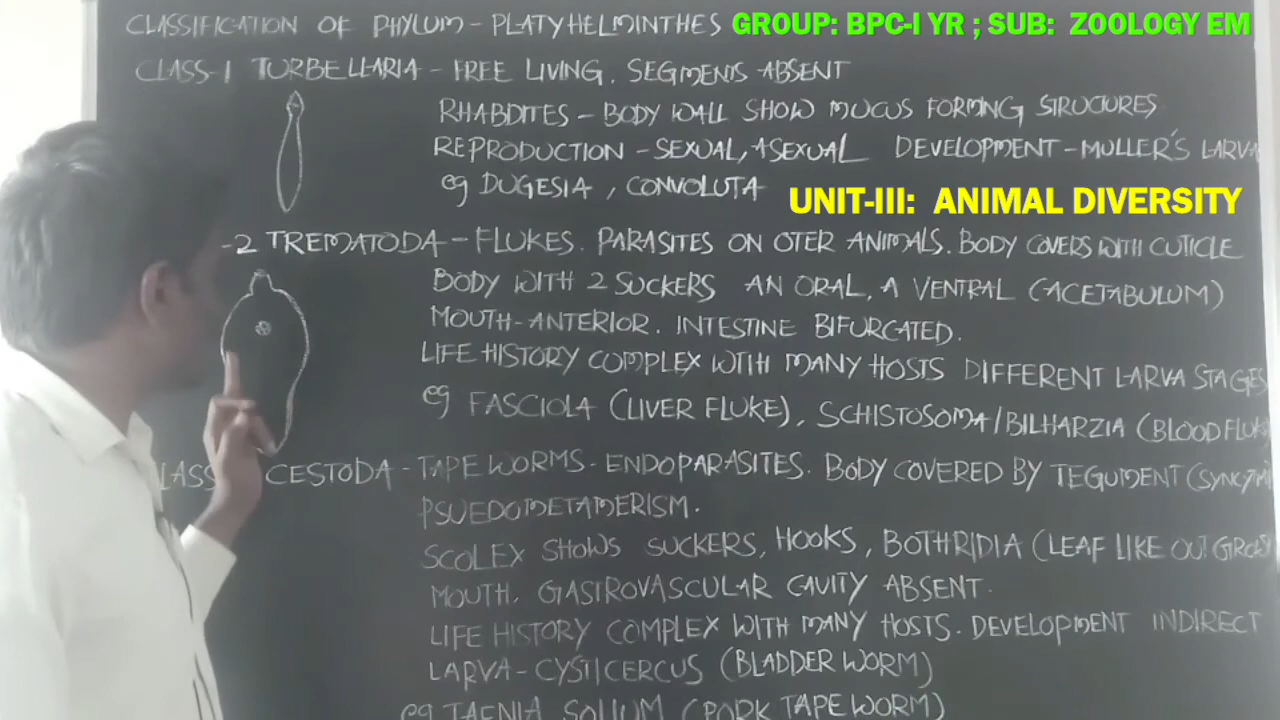 CLASSIFICATION OF PHYLUM - PLATYHELMINTHES
GROUP: BPC-I YR ; SUB: ZOOLOGY EM
CLASS-1 TURBELLARIA - FREE LIVING. SEGMENTS ABSENT
RHABDITES - BODY WALL SHOW MUCUS FORMING STRUCTURES
REPRODUCTION - SEXUAL, ASEXUAL DEVELOPMENT - MULLER'S LARVA
eg DUGESIA, CONVOLUTA
UNIT-III: ANIMAL DIVERSITY
-2 TREMATODA - FLUKES. PARASITES ON OTER ANIMALS. BODY COVERS WITH CUTICLE
BODY WITH 2 SUCKERS AN ORAL, A VENTRAL (ACETABULUM)
MOUTH-ANTERIOR. INTESTINE BIFURCATED.
LIFE HISTORY COMPLEX WITH MANY HOSTS DIFFERENT LARVA STAGES
eg FASCIOLA (LIVER FLUKE), SCHISTOSOMA/BILHARZIA (BLOOD FLUK
LASS CESTODA - TAPE WORMS - ENDOPARASITES. BODY COVERED BY TEGUMENT
PSUEDOMETAMERISM.
SCOLEX SHOWS SUCKERS, HOOKS, BOTHRIDIA (LEAF LIKE
MOUTH, GASTROVASCULAR CAVITY ABSENT.
LIFE HISTORY COMPLEX WITH MANY HOSTS. DEVELOPMENT INDIRECT
LARVA - CYSTICERCUS (BLADDER WORM)
eg TAENIA SOLIUM (PORK TAPE WORM)